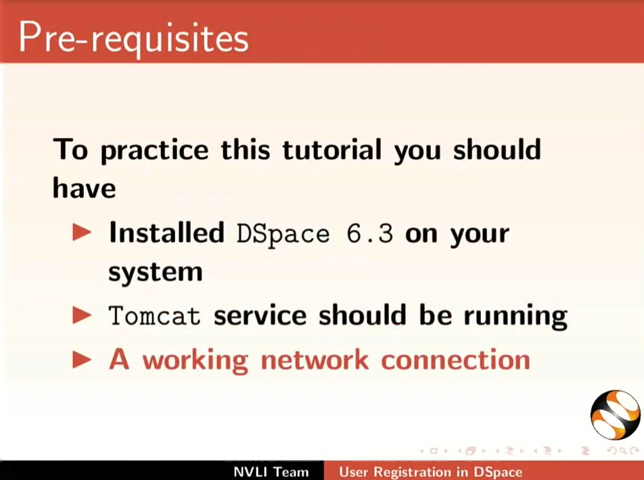 Pre-requisites
To practice this tutorial you should
have
Installed DSpace 6.3 on your
system
Tomcat service should be running
A working network connection
NVLI Team User Registration in DSpace